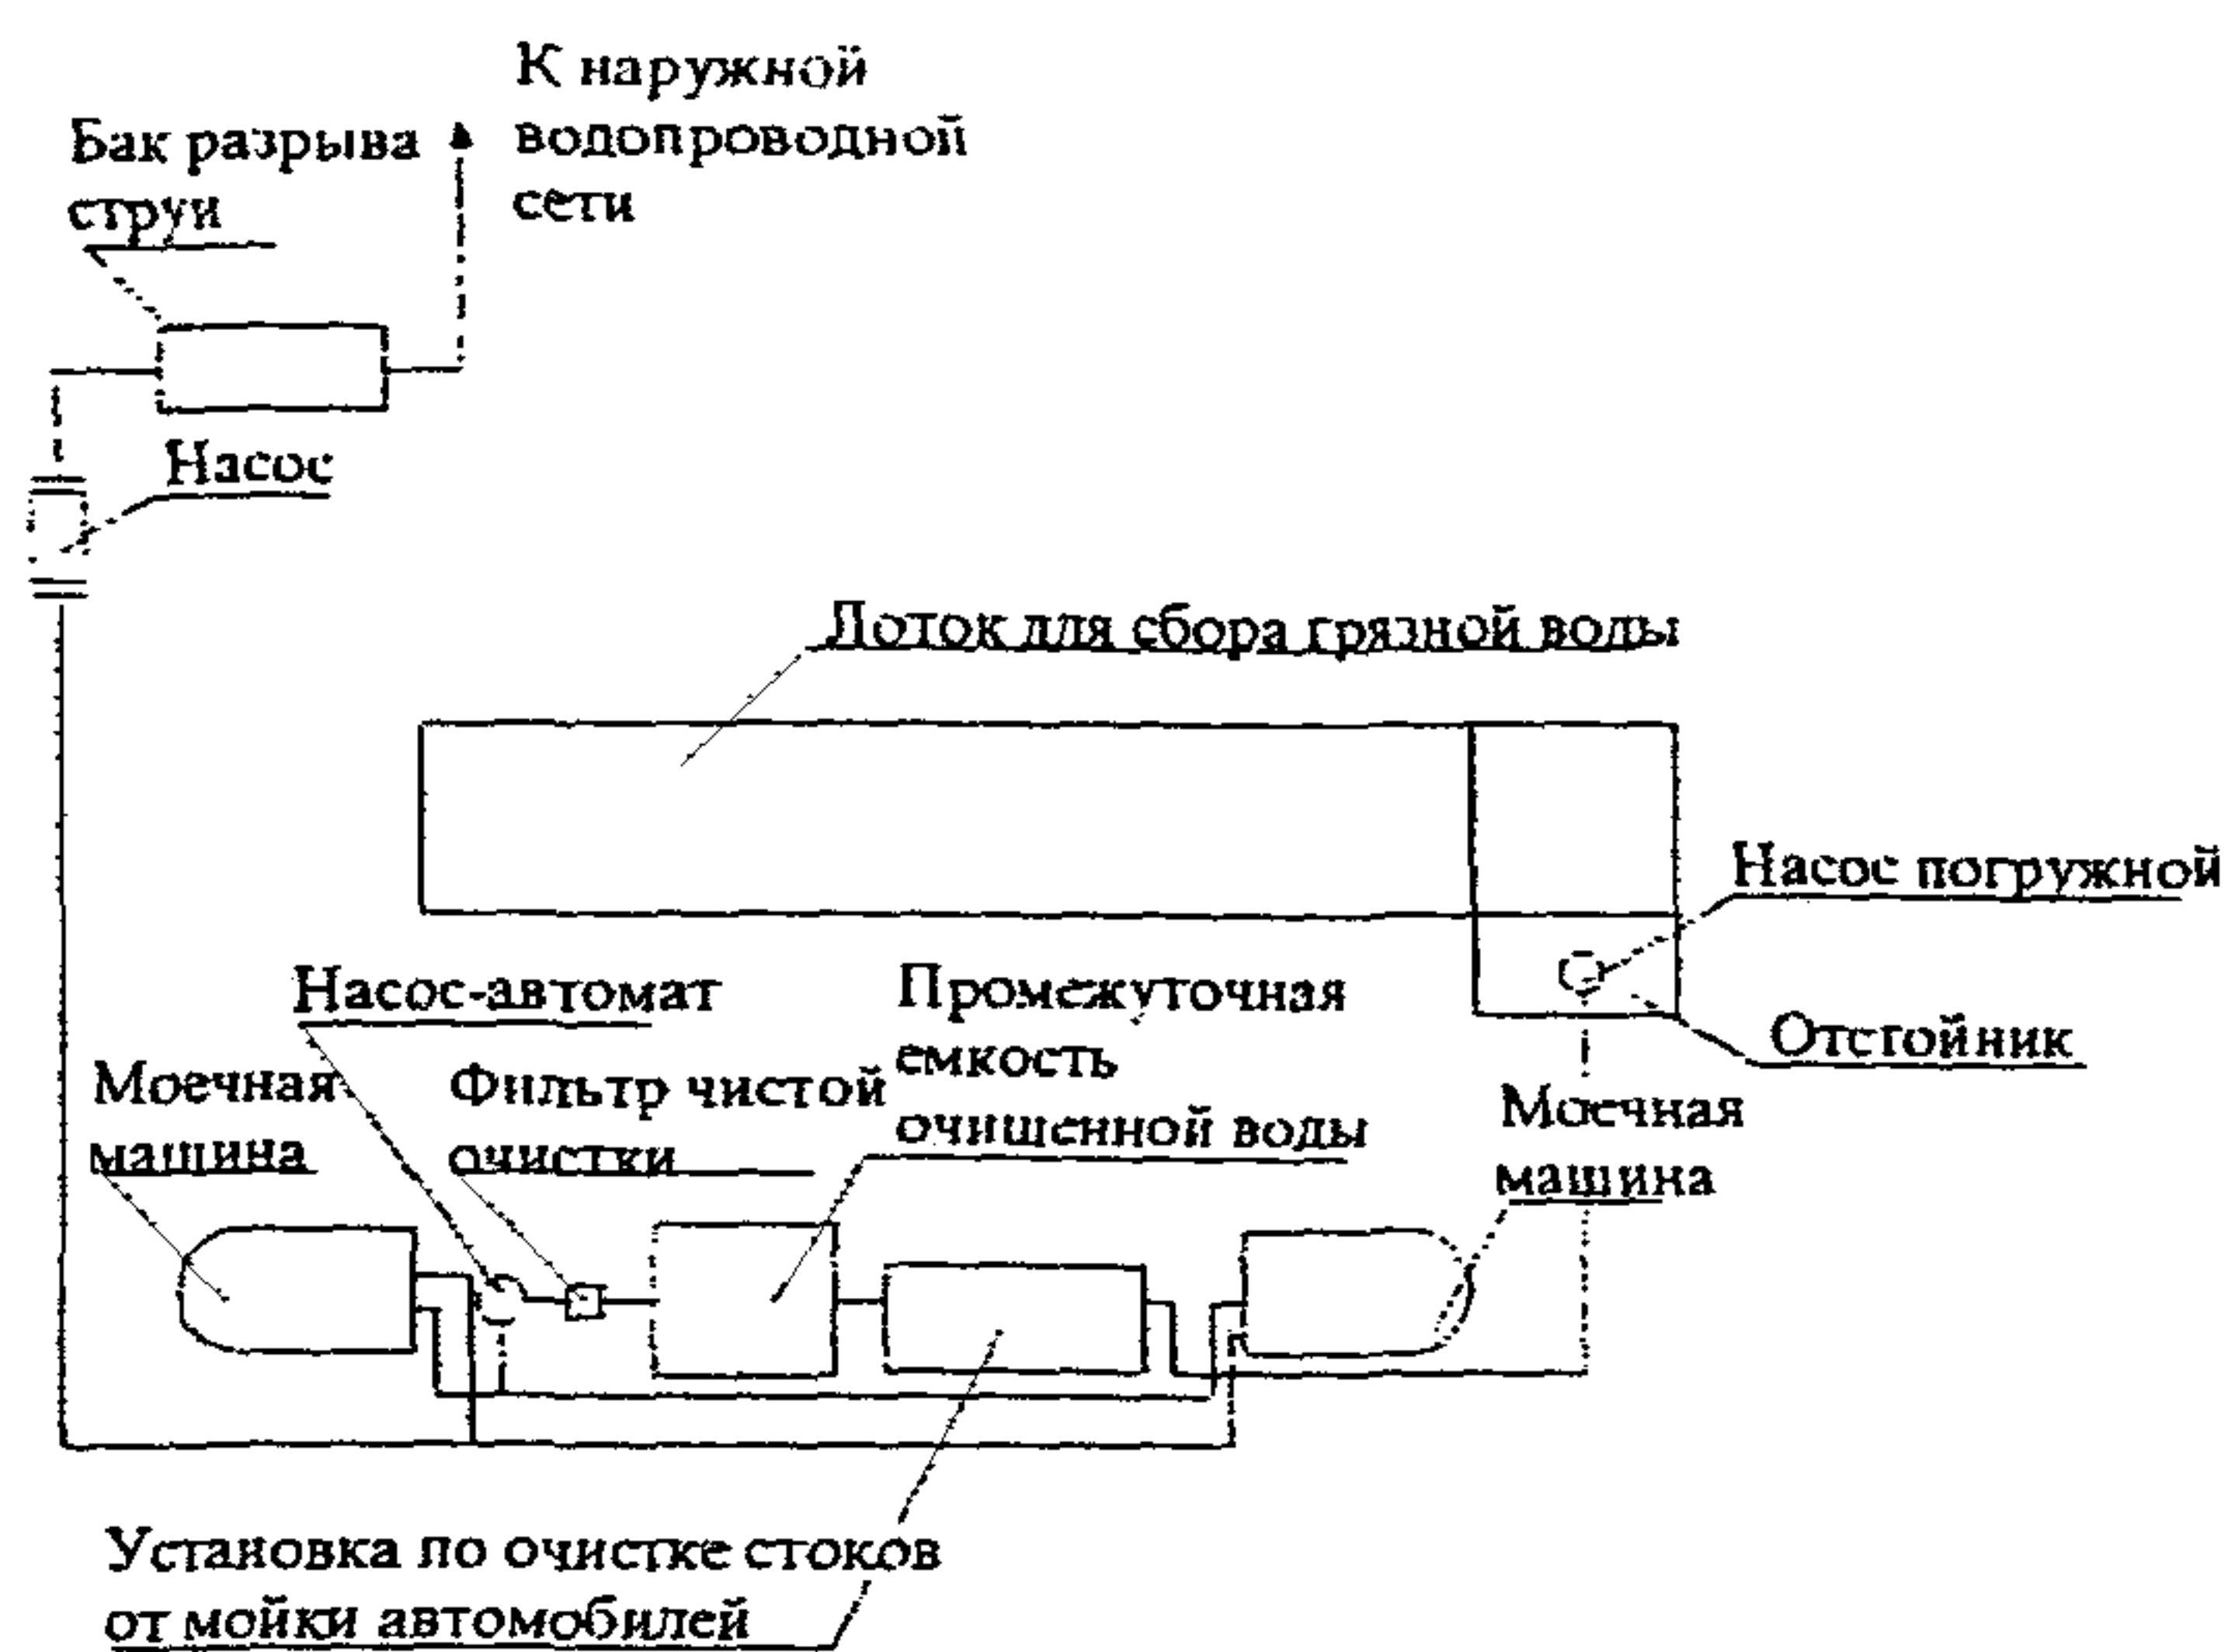 К наружной
водопроводной
сети
Бак разрыва
струи
Насос
Лоток для сбора грязной воды
Насос погружной
Отстойник
Насос-автомат
Промежуточная
емкость
очищенной воды
Моечная
машина
Фильтр чистой
очистки
Моечная
машина
Установка по очистке стоков
от мойки автомобилей